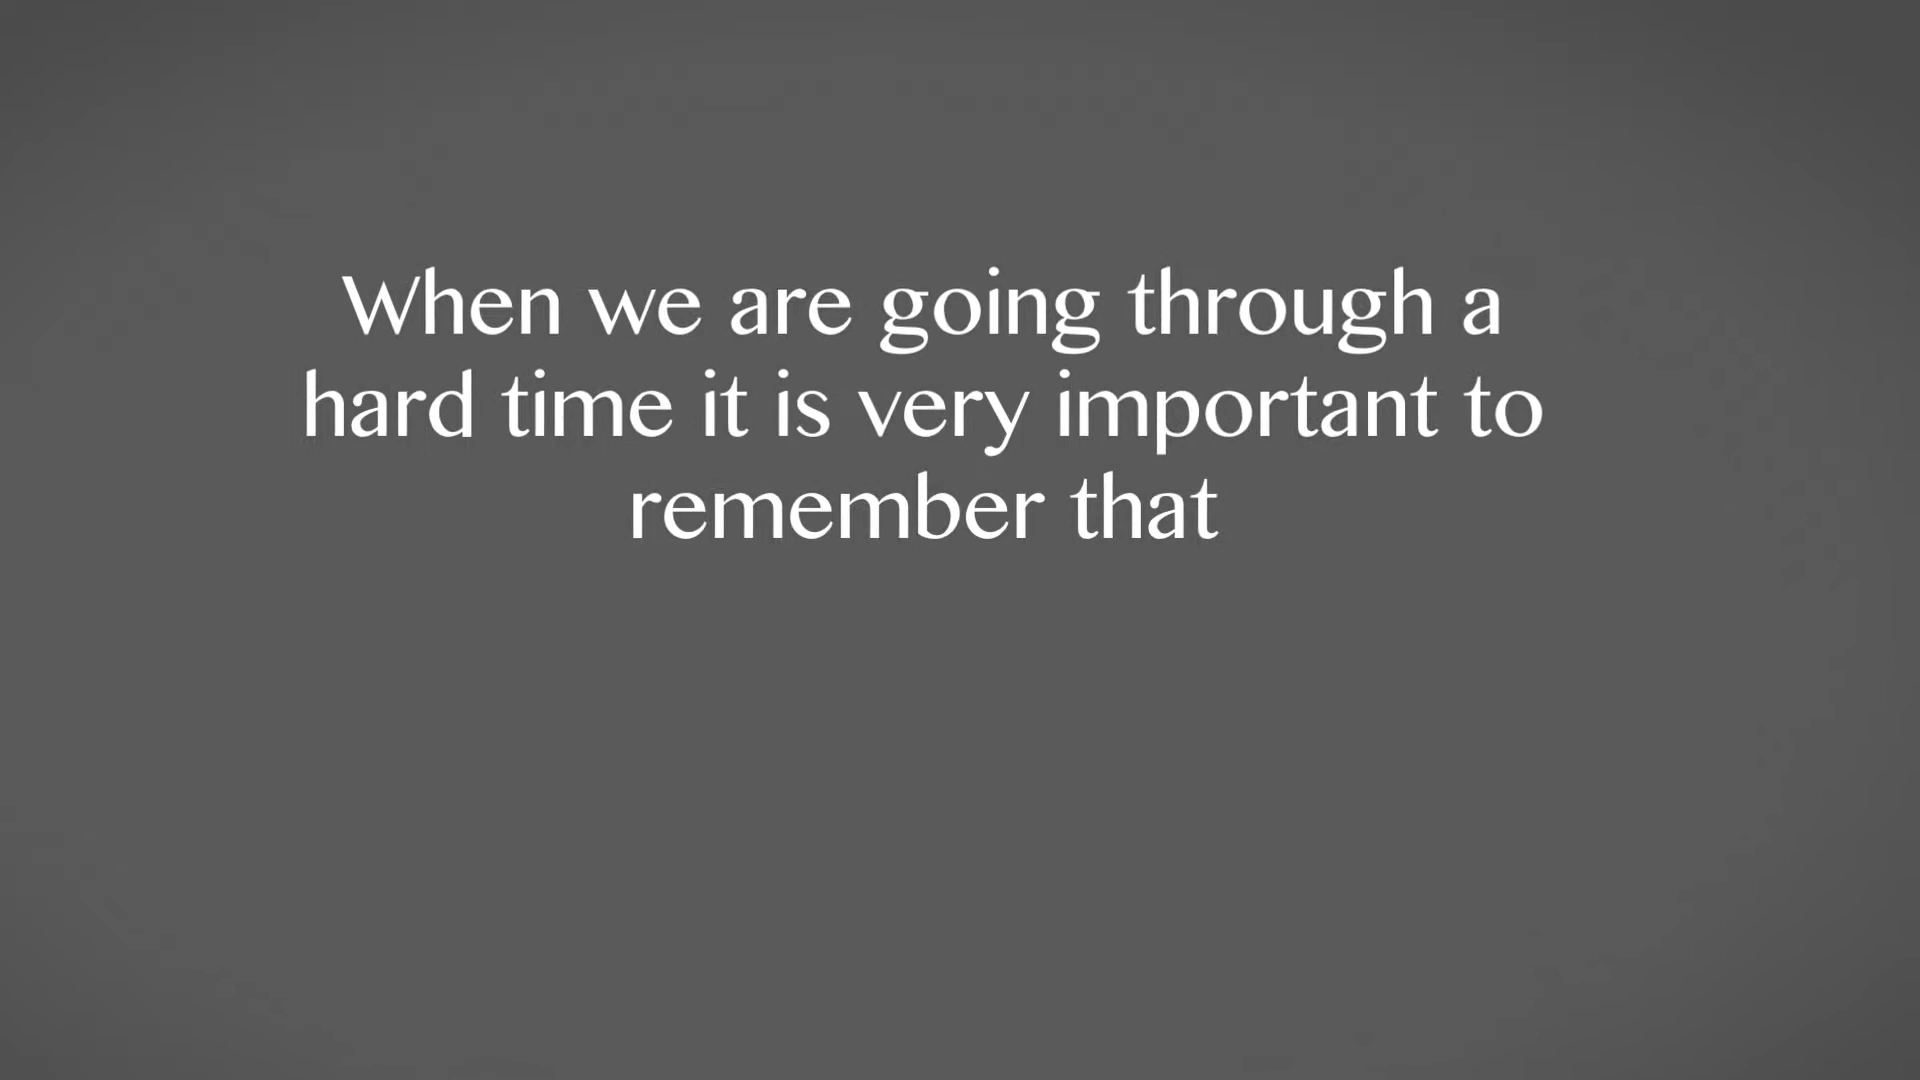 When we are going through a
hard time it is very important to
remember that